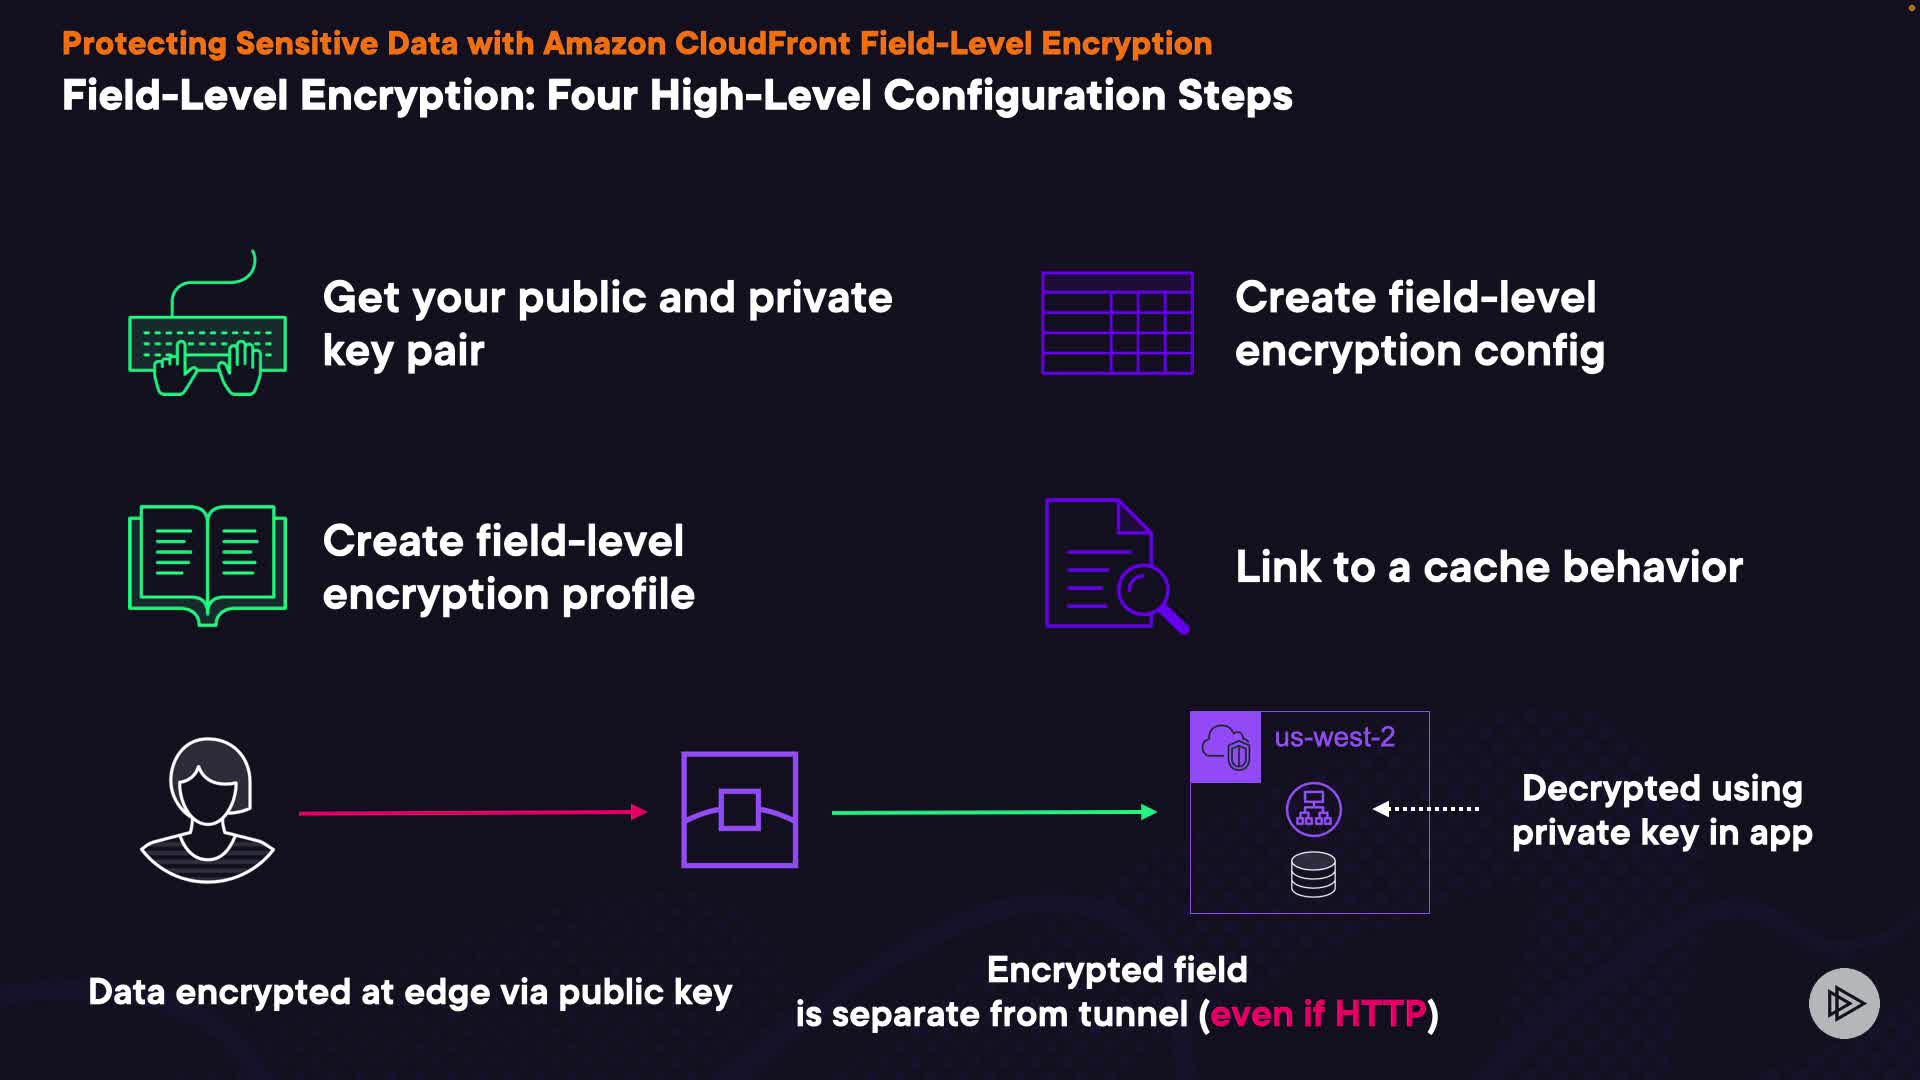 Protecting Sensitive Data with Amazon CloudFront Field-Level Encryption
Field-Level Encryption: Four High-Level Configuration Steps
Get your public and private
key pair
Create field-level
encryption config
Create field-level
encryption profile
Link to a cache behavior
us-west-2
Decrypted using
private key in app
Data encrypted at edge via public key
Encrypted field
is separate from tunnel (even if HTTP)